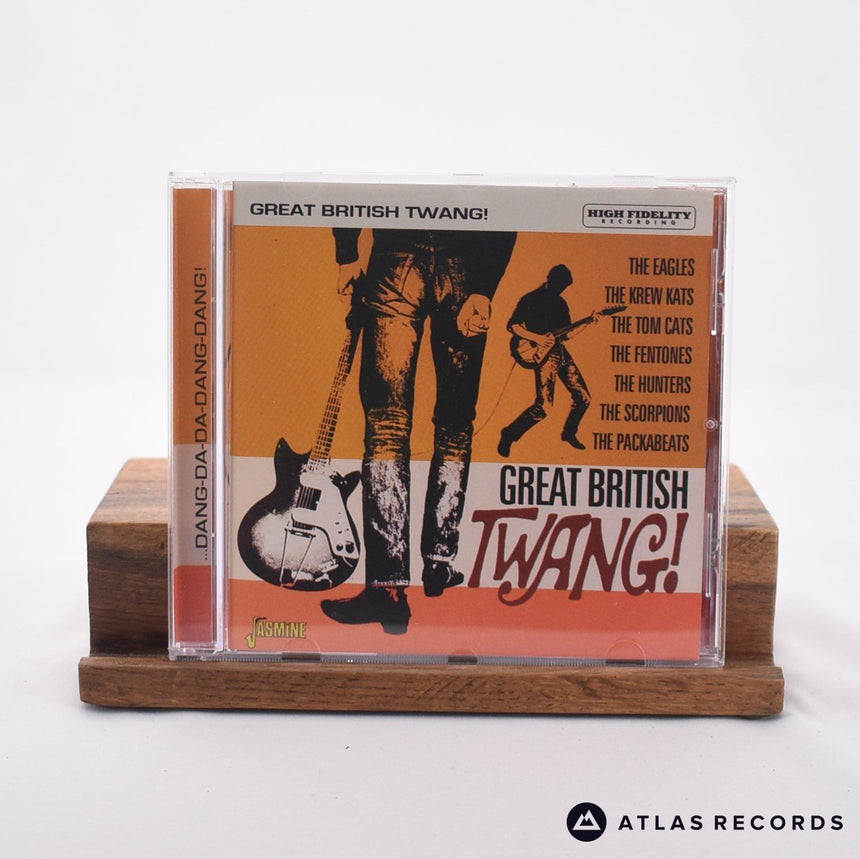 ...DANG-DA-DA-DANG-DANG!
GREAT BRITISH TWANG!
HIGH FIDELITY
RECORDING
THE EAGLES
THE KREW KATS
THE TOM CATS
THE FENTONES
THE HUNTERS
THE SCORPIONS
THE PACKABEATS
GREAT BRITISH
TWANG!
JASMINE
ATLAS RECORDS